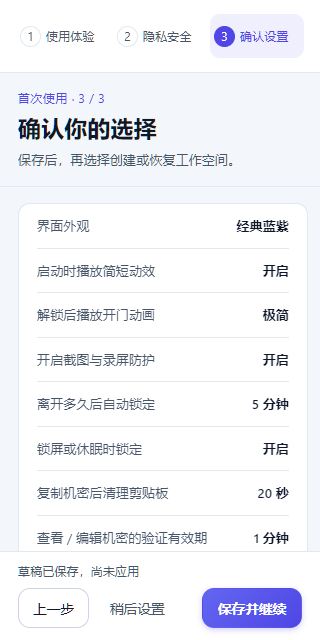 1 使用体验 2 隐私安全 3 确认设置
首次使用 · 3 / 3
确认你的选择
保存后，再选择创建或恢复工作空间。
界面外观 经典蓝紫
启动时播放简短动效 开启
解锁后播放开门动画 极简
开启截图与录屏防护 开启
离开多久后自动锁定 5 分钟
锁屏或休眠时锁定 开启
复制机密后清理剪贴板 20 秒
查看 / 编辑机密的验证有效期 1 分钟
草稿已保存，尚未应用
上一步 稍后设置 保存并继续